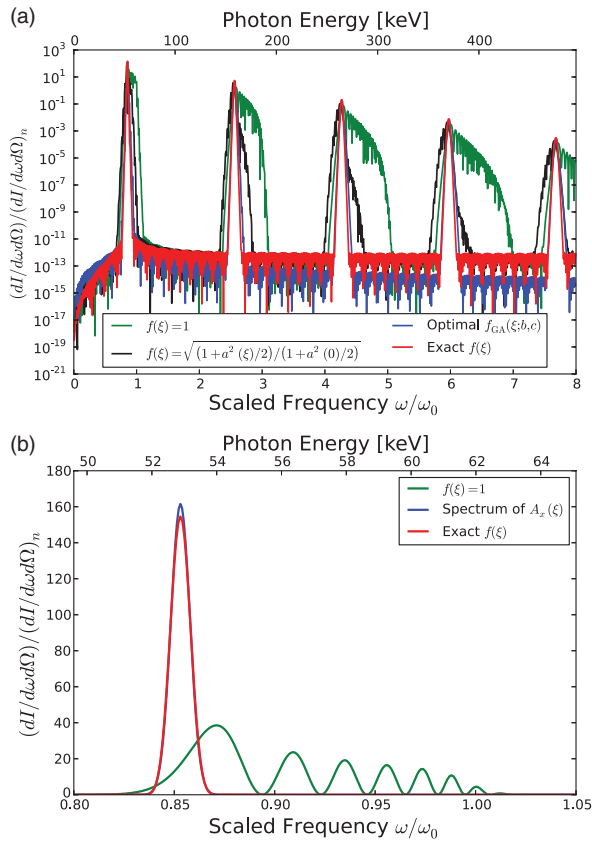 (a)
Photon Energy [keV]
0 100 200 300 400
(dI/dωdΩ)/(dI/dωdΩ)_n
10^3
10^1
10^-1
10^-3
10^-5
10^-7
10^-9
10^-11
10^-13
10^-15
10^-17
10^-19
10^-21
f(ξ)=1
f(ξ)=√(1+a^2(ξ)/2)/(1+a^2(0)/2)
Optimal f_GA(ξ;b,c)
Exact f(ξ)
0 1 2 3 4 5 6 7 8
Scaled Frequency ω/ω_0
(b)
Photon Energy [keV]
50 52 54 56 58 60 62 64
(dI/dωdΩ)/(dI/dωdΩ)_n
180
160
140
120
100
80
60
40
20
0
f(ξ)=1
Spectrum of A_x(ξ)
Exact f(ξ)
0.80 0.85 0.90 0.95 1.00 1.05
Scaled Frequency ω/ω_0